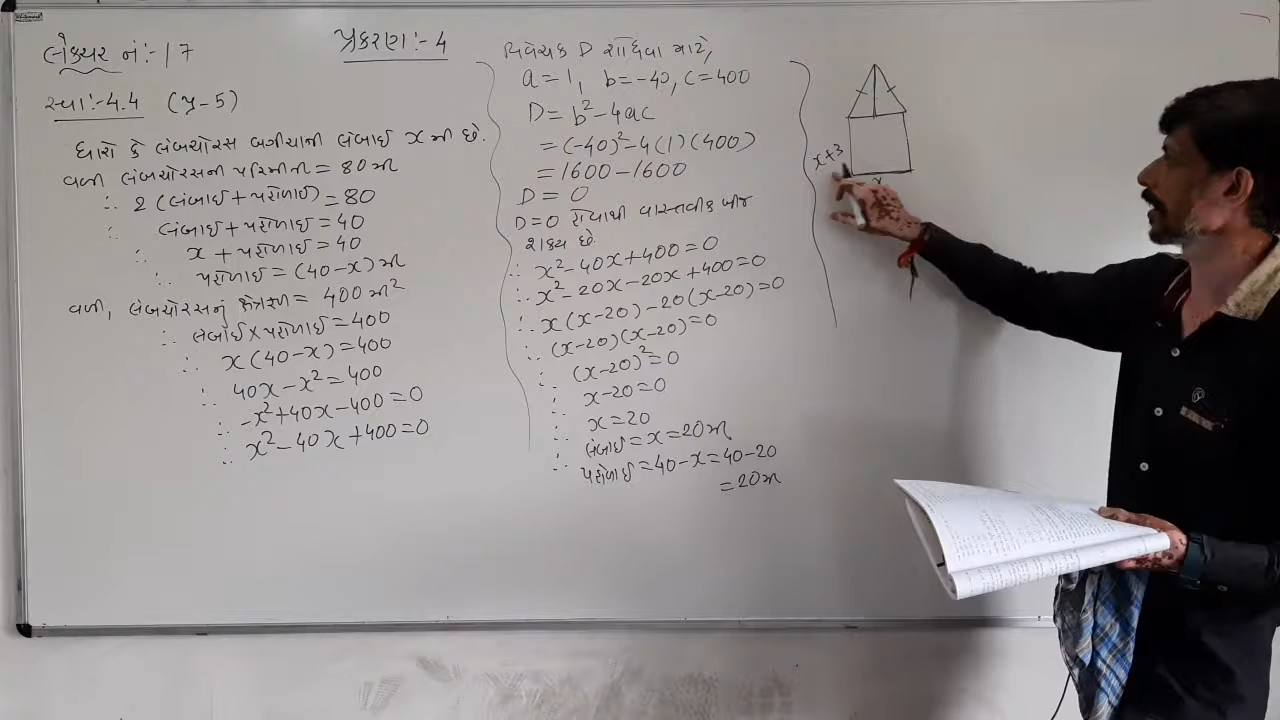 લેક્ચર નં:-17
પ્રકરણ:-4
સ્વા:-4.4 (પ્ર-5)
ધારો કે લંબચોરસ બગીચાની લંબાઈ x મી છે.
વળી લંબચોરસની પરિમિતી = 80 મી
∴ 2 (લંબાઈ + પહોળાઈ) = 80
∴ લંબાઈ + પહોળાઈ = 40
∴ x + પહોળાઈ = 40
∴ પહોળાઈ = (40-x) મી
વળી, લંબચોરસનું ક્ષેત્રફળ = 400 મી²
∴ લંબાઈ × પહોળાઈ = 400
∴ x(40-x) = 400
∴ 40x - x² = 400
∴ -x² + 40x - 400 = 0
∴ x² - 40x + 400 = 0
વિવેચક D શોધવા માટે,
a = 1, b = -40, c = 400
D = b² - 4ac
= (-40)² - 4(1)(400)
= 1600 - 1600
D = 0
D = 0 હોવાથી વાસ્તવીક બીજ
શક્ય છે.
∴ x² - 40x + 400 = 0
∴ x² - 20x - 20x + 400 = 0
∴ x(x-20) - 20(x-20) = 0
∴ (x-20)(x-20) = 0
∴ (x-20)² = 0
∴ x - 20 = 0
∴ x = 20
∴ લંબાઈ = x = 20 મી
∴ પહોળાઈ = 40 - x = 40 - 20
= 20 મી
x+3
x